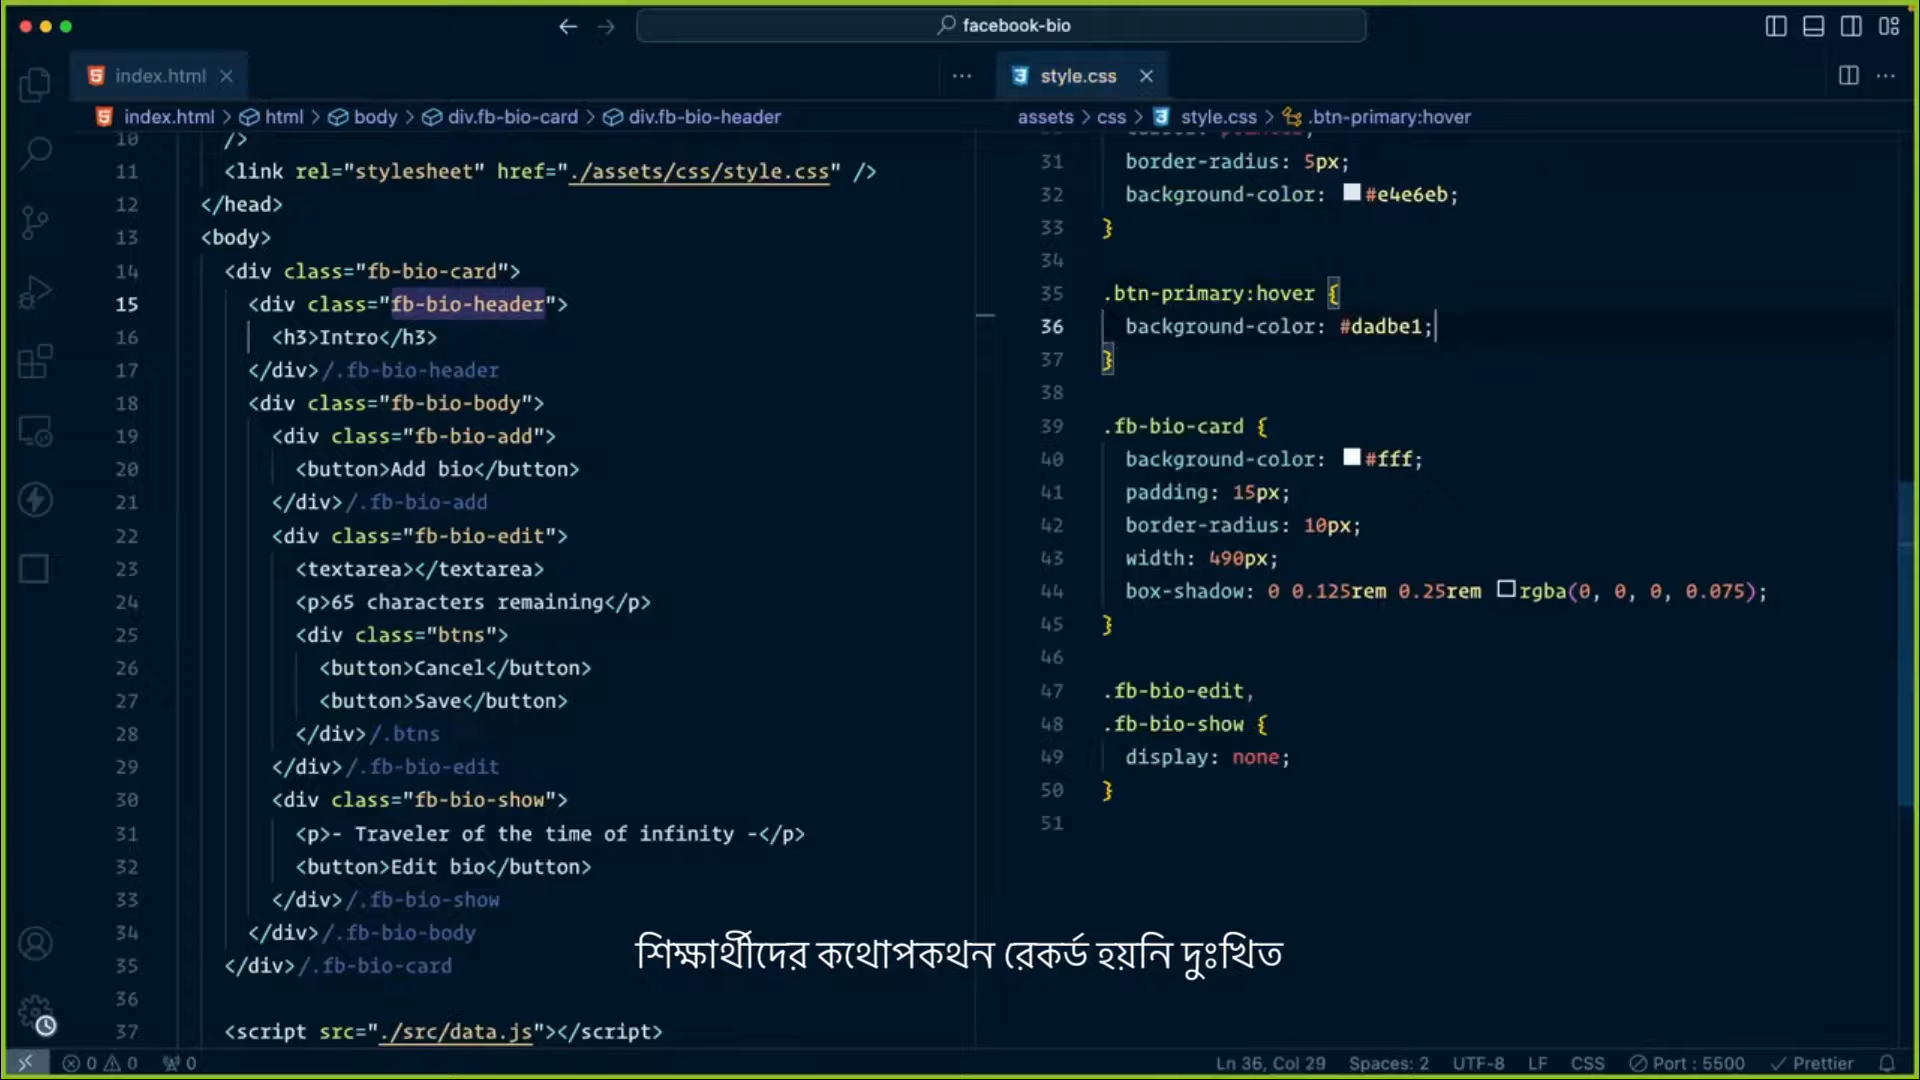 facebook-bio
index.html
style.css
index.html > html > body > div.fb-bio-card > div.fb-bio-header
assets > css > style.css > .btn-primary:hover
10 />
11 <link rel="stylesheet" href="./assets/css/style.css" />
12 </head>
13 <body>
14 <div class="fb-bio-card">
15 <div class="fb-bio-header">
16 <h3>Intro</h3>
17 </div>/.fb-bio-header
18 <div class="fb-bio-body">
19 <div class="fb-bio-add">
20 <button>Add bio</button>
21 </div>/.fb-bio-add
22 <div class="fb-bio-edit">
23 <textarea></textarea>
24 <p>65 characters remaining</p>
25 <div class="btns">
26 <button>Cancel</button>
27 <button>Save</button>
28 </div>/.btns
29 </div>/.fb-bio-edit
30 <div class="fb-bio-show">
31 <p>- Traveler of the time of infinity -</p>
32 <button>Edit bio</button>
33 </div>/.fb-bio-show
34 </div>/.fb-bio-body
35 </div>/.fb-bio-card
36
37 <script src="./src/data.js"></script>
31 border-radius: 5px;
32 background-color: #e4e6eb;
33 }
34
35 .btn-primary:hover {
36 background-color: #dadbe1;
37 }
38
39 .fb-bio-card {
40 background-color: #fff;
41 padding: 15px;
42 border-radius: 10px;
43 width: 490px;
44 box-shadow: 0 0.125rem 0.25rem rgba(0, 0, 0, 0.075);
45 }
46
47 .fb-bio-edit,
48 .fb-bio-show {
49 display: none;
50 }
51
শিক্ষার্থীদের কথোপকথন রেকর্ড হয়নি দুঃখিত
0 0 0 Ln 36, Col 29 Spaces: 2 UTF-8 LF CSS Port : 5500 Prettier